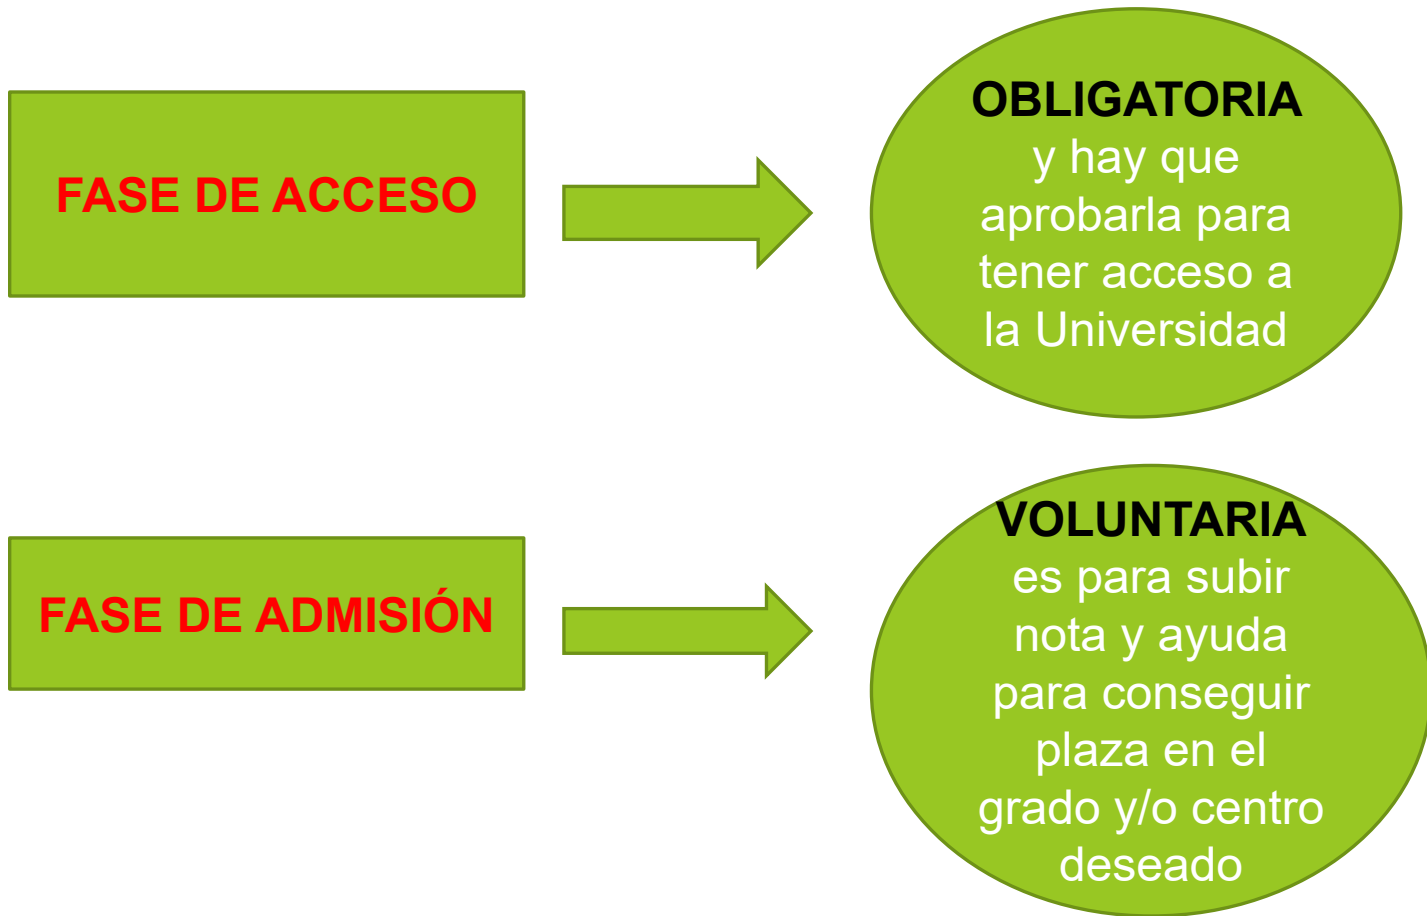 FASE DE ACCESO
OBLIGATORIA
y hay que
aprobarla para
tener acceso a
la Universidad
FASE DE ADMISIÓN
VOLUNTARIA
es para subir
nota y ayuda
para conseguir
plaza en el
grado y/o centro
deseado